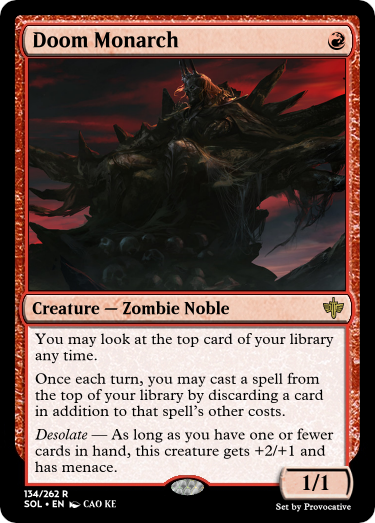 Doom Monarch
Creature — Zombie Noble
You may look at the top card of your library
any time.
Once each turn, you may cast a spell from
the top of your library by discarding a card
in addition to that spell's other costs.
Desolate — As long as you have one or fewer
cards in hand, this creature gets +2/+1 and
has menace.
1/1
134/262 R
SOL • EN CAO KE
Set by Provocative